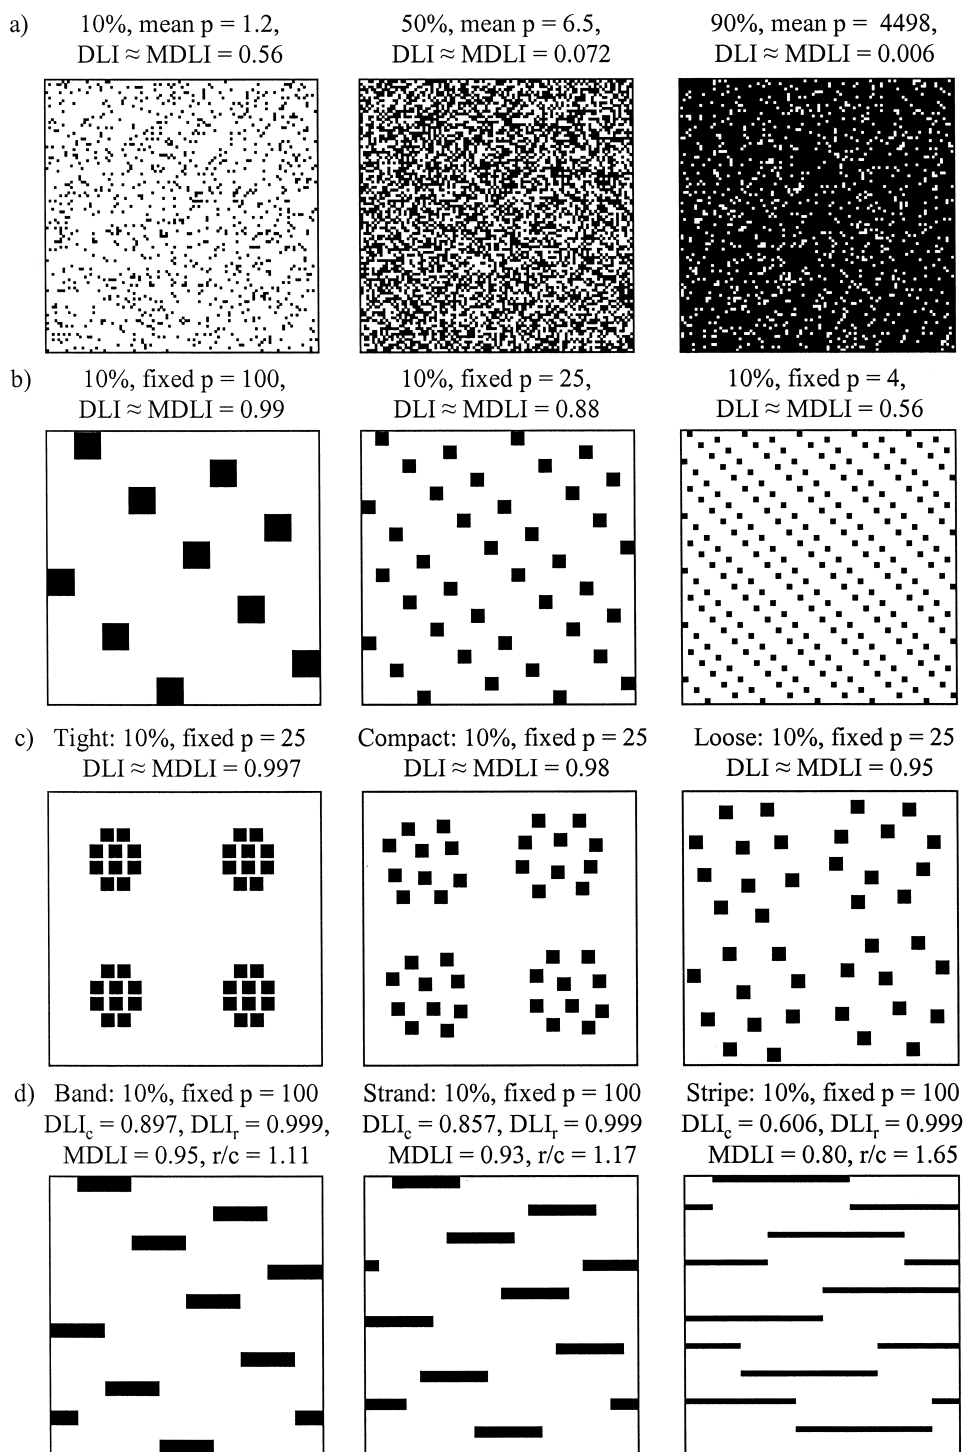 a) 10%, mean p = 1.2,
DLI ≈ MDLI = 0.56
50%, mean p = 6.5,
DLI ≈ MDLI = 0.072
90%, mean p = 4498,
DLI ≈ MDLI = 0.006
b) 10%, fixed p = 100,
DLI ≈ MDLI = 0.99
10%, fixed p = 25,
DLI ≈ MDLI = 0.88
10%, fixed p = 4,
DLI ≈ MDLI = 0.56
c) Tight: 10%, fixed p = 25
DLI ≈ MDLI = 0.997
Compact: 10%, fixed p = 25
DLI ≈ MDLI = 0.98
Loose: 10%, fixed p = 25
DLI ≈ MDLI = 0.95
d) Band: 10%, fixed p = 100
DLIc = 0.897, DLIr = 0.999,
MDLI = 0.95, r/c = 1.11
Strand: 10%, fixed p = 100
DLIc = 0.857, DLIr = 0.999
MDLI = 0.93, r/c = 1.17
Stripe: 10%, fixed p = 100
DLIc = 0.606, DLIr = 0.999
MDLI = 0.80, r/c = 1.65